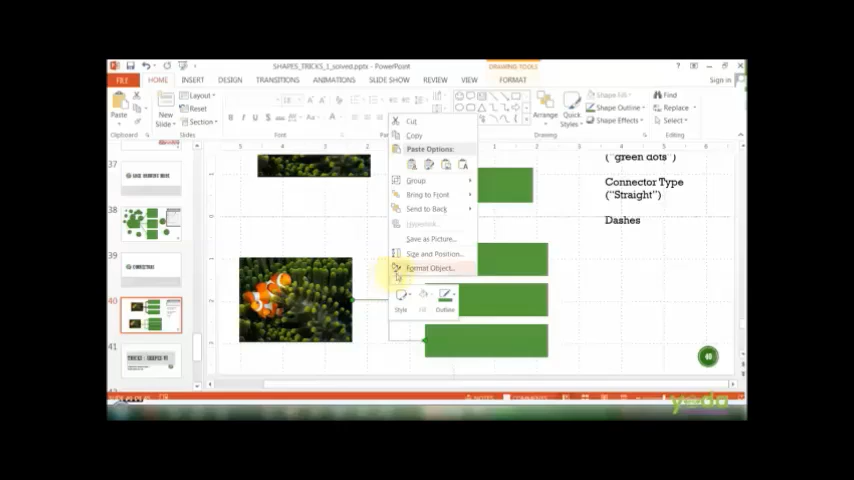 SHAPES_TRICKS_1_solved.pptx - PowerPoint
DRAWING TOOLS
Sign in
FILE HOME INSERT DESIGN TRANSITIONS ANIMATIONS SLIDE SHOW REVIEW VIEW FORMAT
Paste
New
Slide
Layout
Reset
Section
Arrange
Quick
Styles
Shape Fill
Shape Outline
Shape Effects
Find
Replace
Select
Clipboard Slides Font Drawing Editing
Cut
Copy
Paste Options:
Group
Bring to Front
Send to Back
Hyperlink...
Save as Picture...
Size and Position...
Format Object...
Style Fill Outline
37
38
39
40
41
("green dots")
Connector Type
("Straight")
Dashes
40
NOTES COMMENTS
yoda